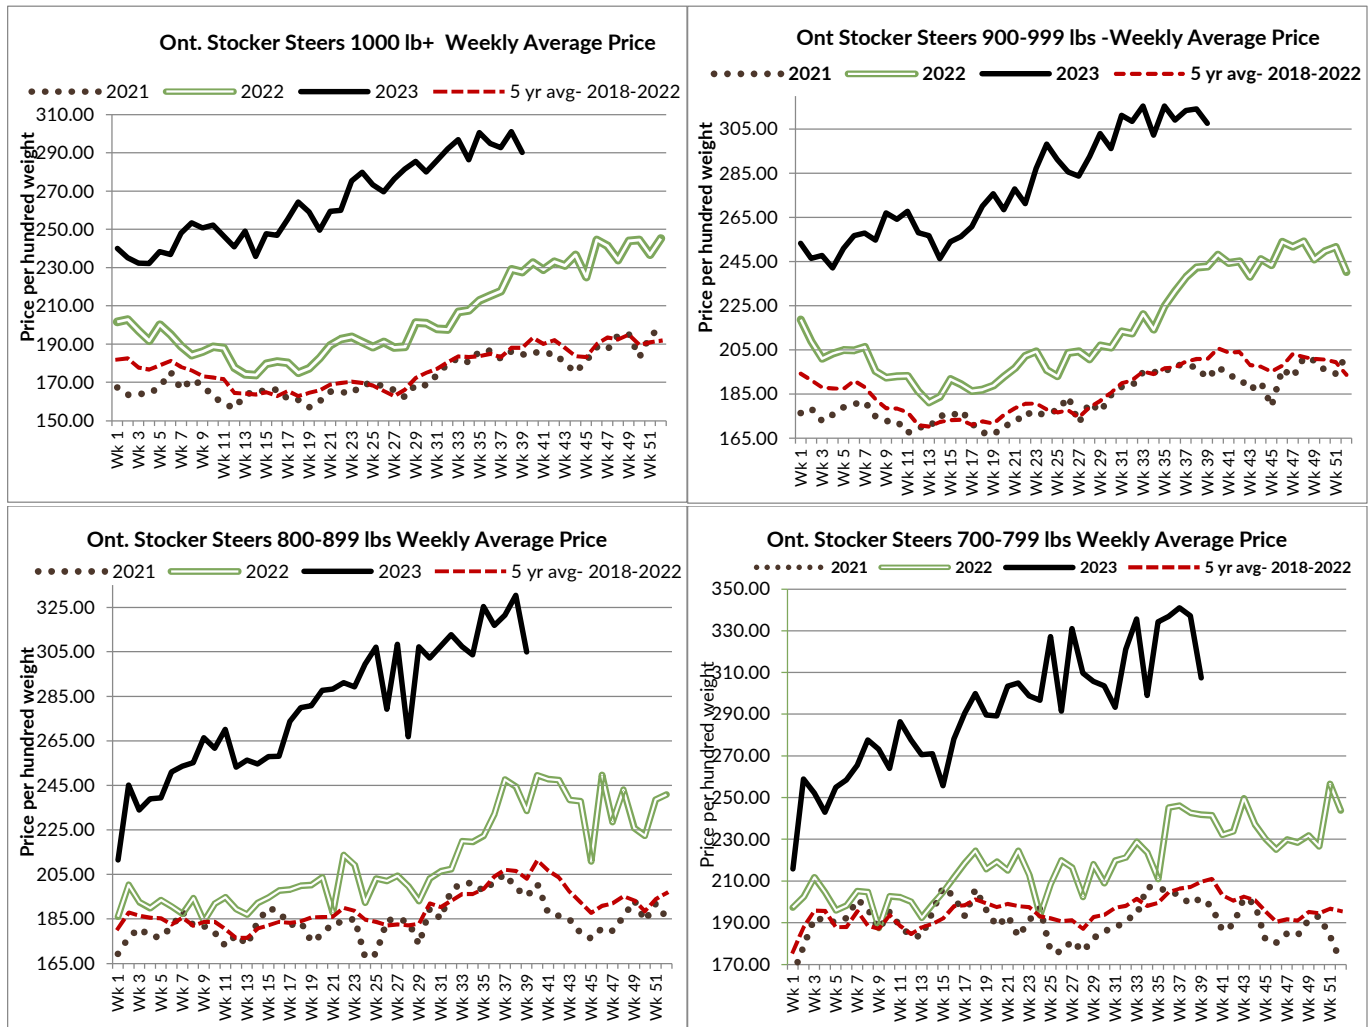 Ont. Stocker Steers 1000 lb+  Weekly Average Price
2021 2022 2023 5 yr avg- 2018-2022
Price per hundred weight
310.00
290.00
270.00
250.00
230.00
210.00
190.00
170.00
150.00
Wk 1 Wk 3 Wk 5 Wk 7 Wk 9 Wk 11 Wk 13 Wk 15 Wk 17 Wk 19 Wk 21 Wk 23 Wk 25 Wk 27 Wk 29 Wk 31 Wk 33 Wk 35 Wk 37 Wk 39 Wk 41 Wk 43 Wk 45 Wk 47 Wk 49 Wk 51
Ont Stocker Steers 900-999 lbs -Weekly Average Price
2021 2022 2023 5 yr avg- 2018-2022
Price per hundred weight
305.00
285.00
265.00
245.00
225.00
205.00
185.00
165.00
Wk 1 Wk 3 Wk 5 Wk 7 Wk 9 Wk 11 Wk 13 Wk 15 Wk 17 Wk 19 Wk 21 Wk 23 Wk 25 Wk 27 Wk 29 Wk 31 Wk 33 Wk 35 Wk 37 Wk 39 Wk 41 Wk 43 Wk 45 Wk 47 Wk 49 Wk 51
Ont. Stocker Steers 800-899 lbs Weekly Average Price
2021 2022 2023 5 yr avg- 2018-2022
Price per hundred weight
325.00
305.00
285.00
265.00
245.00
225.00
205.00
185.00
165.00
Wk 1 Wk 3 Wk 5 Wk 7 Wk 9 Wk 11 Wk 13 Wk 15 Wk 17 Wk 19 Wk 21 Wk 23 Wk 25 Wk 27 Wk 29 Wk 31 Wk 33 Wk 35 Wk 37 Wk 39 Wk 41 Wk 43 Wk 45 Wk 47 Wk 49 Wk 51
Ont. Stocker Steers 700-799 lbs Weekly Average Price
2021 2022 2023 5 yr avg- 2018-2022
Price per hundred weight
350.00
330.00
310.00
290.00
270.00
250.00
230.00
210.00
190.00
170.00
Wk 1 Wk 3 Wk 5 Wk 7 Wk 9 Wk 11 Wk 13 Wk 15 Wk 17 Wk 19 Wk 21 Wk 23 Wk 25 Wk 27 Wk 29 Wk 31 Wk 33 Wk 35 Wk 37 Wk 39 Wk 41 Wk 43 Wk 45 Wk 47 Wk 49 Wk 51